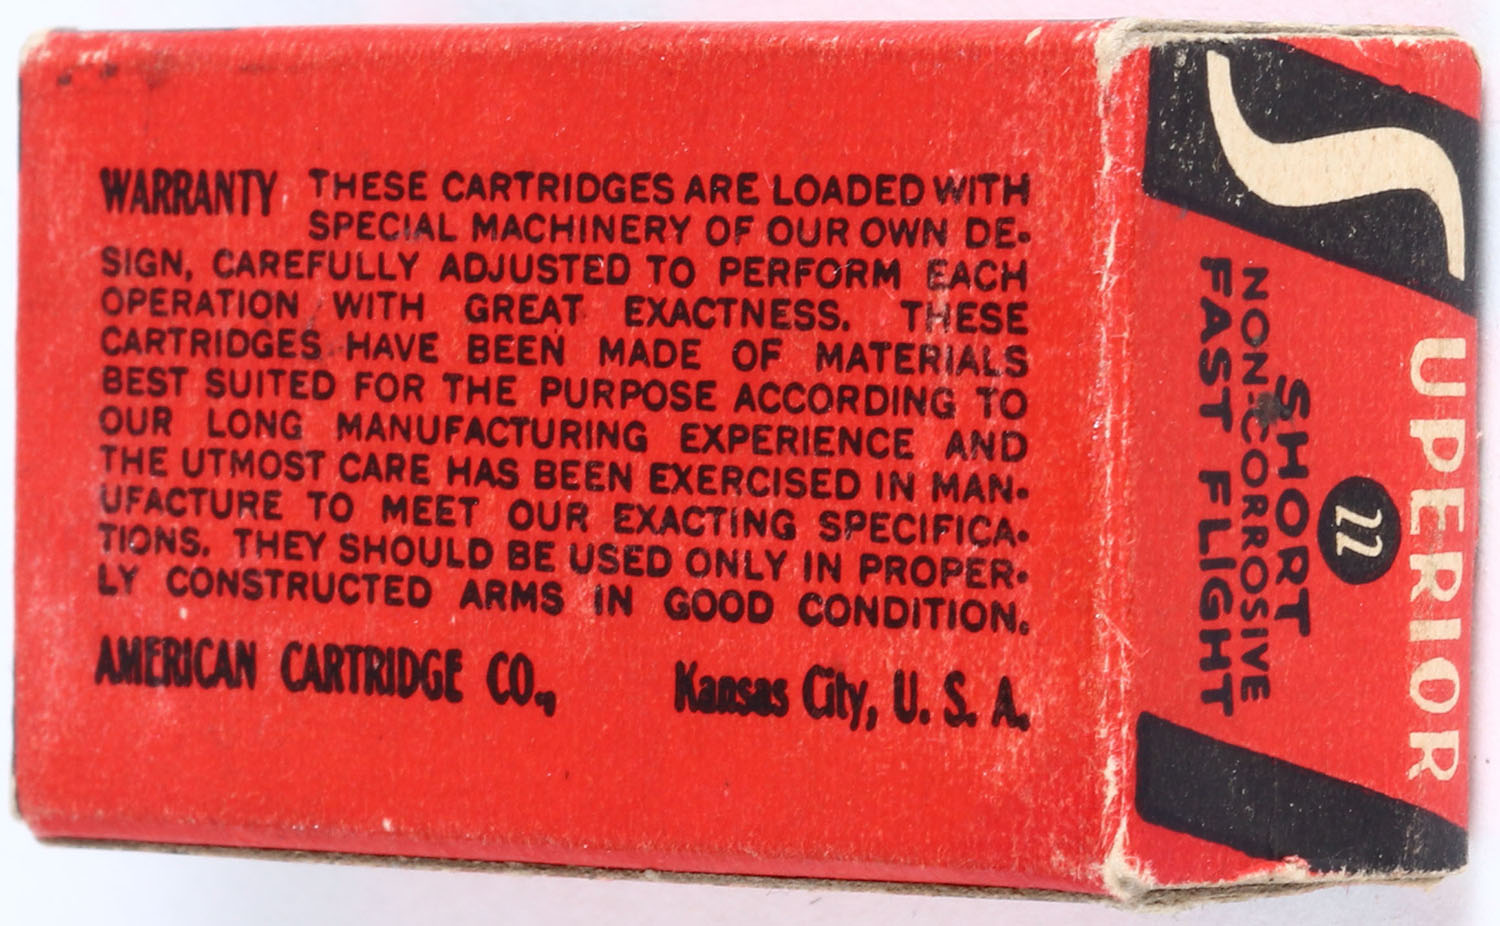 WARRANTY THESE CARTRIDGES ARE LOADED WITH
SPECIAL MACHINERY OF OUR OWN DE-
SIGN, CAREFULLY ADJUSTED TO PERFORM EACH
OPERATION WITH GREAT EXACTNESS. THESE
CARTRIDGES HAVE BEEN MADE OF MATERIALS
BEST SUITED FOR THE PURPOSE ACCORDING TO
OUR LONG MANUFACTURING EXPERIENCE AND
THE UTMOST CARE HAS BEEN EXERCISED IN MAN-
UFACTURE TO MEET OUR EXACTING SPECIFICA-
TIONS. THEY SHOULD BE USED ONLY IN PROPER-
LY CONSTRUCTED ARMS IN GOOD CONDITION.
AMERICAN CARTRIDGE CO., Kansas City, U. S. A.
SUPERIOR
22
SHORT
NON-CORROSIVE
FAST FLIGHT